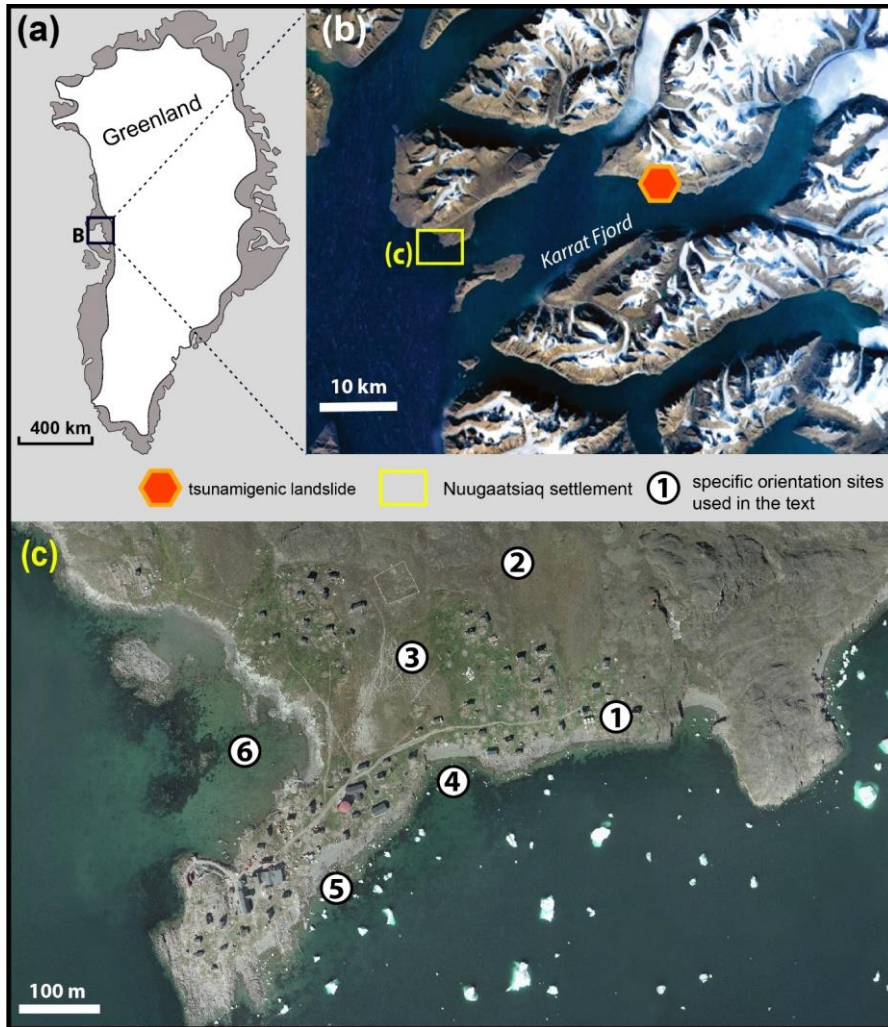 (a)
Greenland
B
400 km
(b)
(c)
Karrat Fjord
10 km
tsunamigenic landslide
Nuugaatsiaq settlement
1
specific orientation sites
used in the text
(c)
2
3
1
6
4
5
100 m